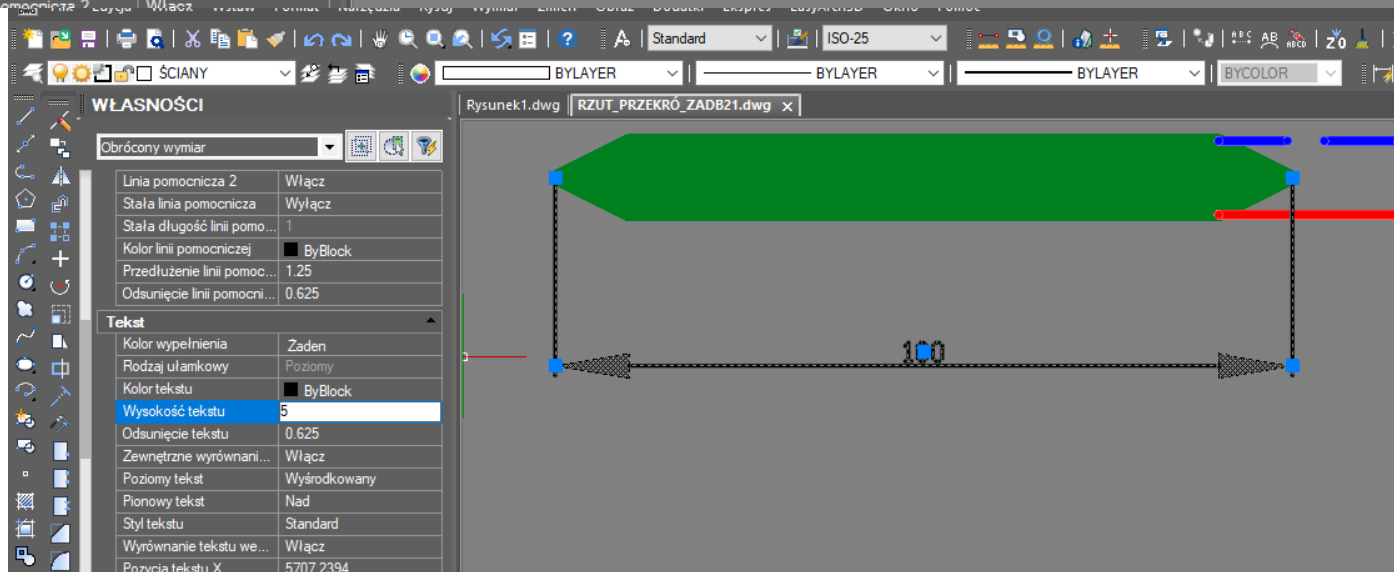 Standard
ISO-25
ŚCIANY
BYLAYER
BYLAYER
BYLAYER
BYCOLOR
WŁASNOŚCI
Rysunek1.dwg
RZUT_PRZEKRÓ_ZADB21.dwg
Obrócony wymiar
Linia pomocnicza 2 Włącz
Stała linia pomocnicza Wyłącz
Stała długość linii pomo... 1
Kolor linii pomocniczej ByBlock
Przedłużenie linii pomoc... 1.25
Odsunięcie linii pomocni... 0.625
Tekst
Kolor wypełnienia Żaden
Rodzaj ułamkowy Poziomy
Kolor tekstu ByBlock
Wysokość tekstu 5
Odsunięcie tekstu 0.625
Zewnętrzne wyrównani... Włącz
Poziomy tekst Wyśrodkowany
Pionowy tekst Nad
Styl tekstu Standard
Wyrównanie tekstu we... Włącz
Pozycja tekstu X 5707.2394
100